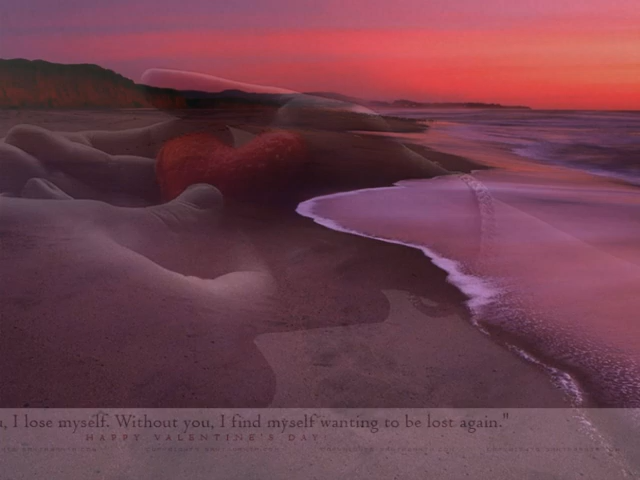 , I lose myself. Without you, I find myself wanting to be lost again."
HAPPY VALENTINE'S DAY!